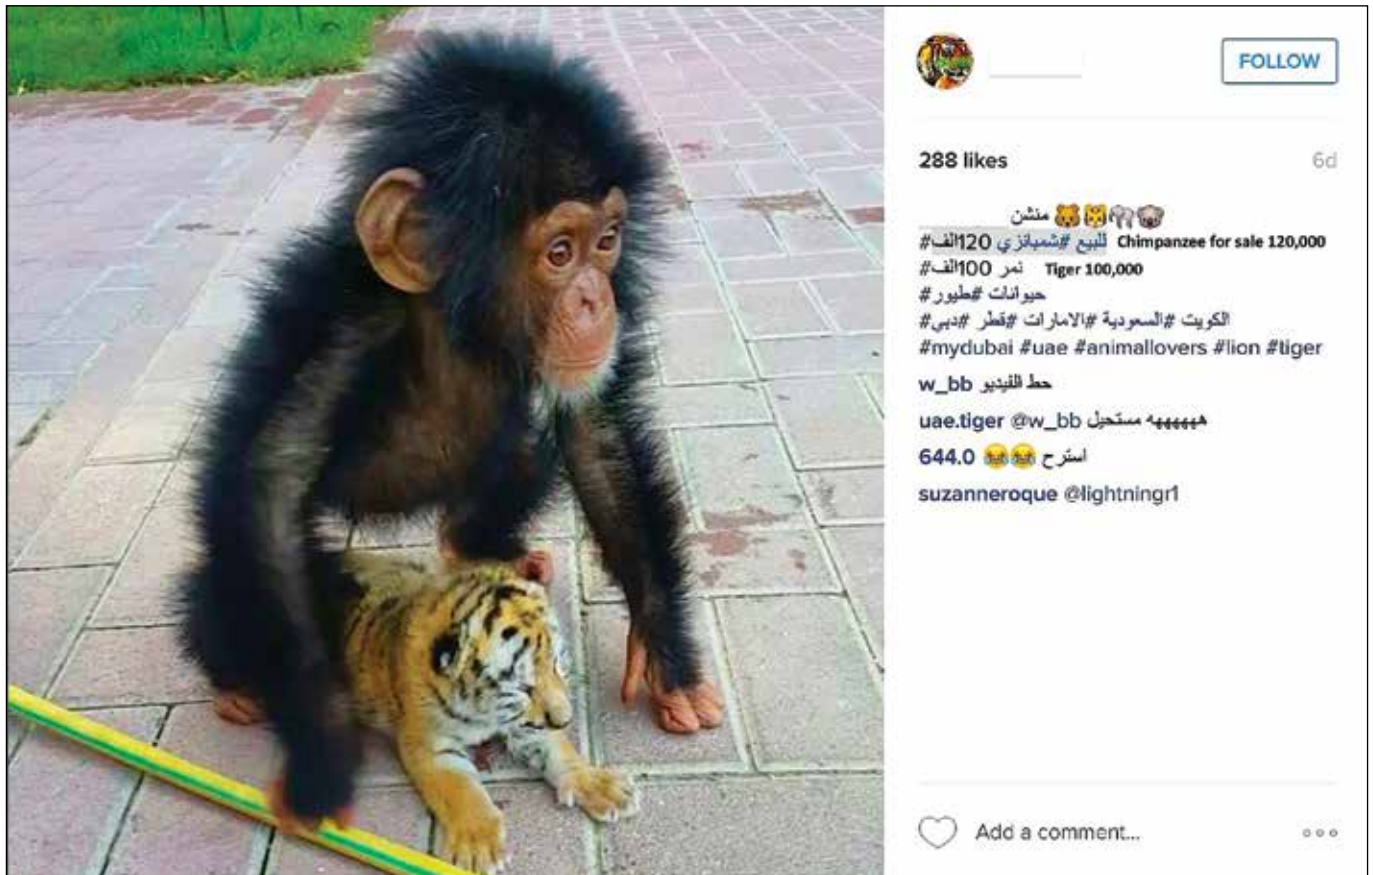 FOLLOW
288 likes
6d
منشن 🐻🐯🐘🐨
#للبيع #شمبانزي 120الف Chimpanzee for sale 120,000
#نمر 100الف Tiger 100,000
#حيوانات #طيور
#الكويت #السعودية #الامارات #قطر #دبي
#mydubai #uae #animallovers #lion #tiger
w_bb حط الفيديو
uae.tiger @w_bb هههههه مستحيل
644.0 😂😂 استرح
suzanneroque @lightningr1
Add a comment...